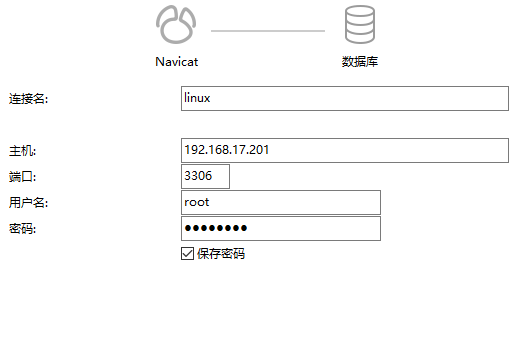 Navicat 数据库
连接名: linux
主机: 192.168.17.201
端口: 3306
用户名: root
密码: ●●●●●●●●
保存密码